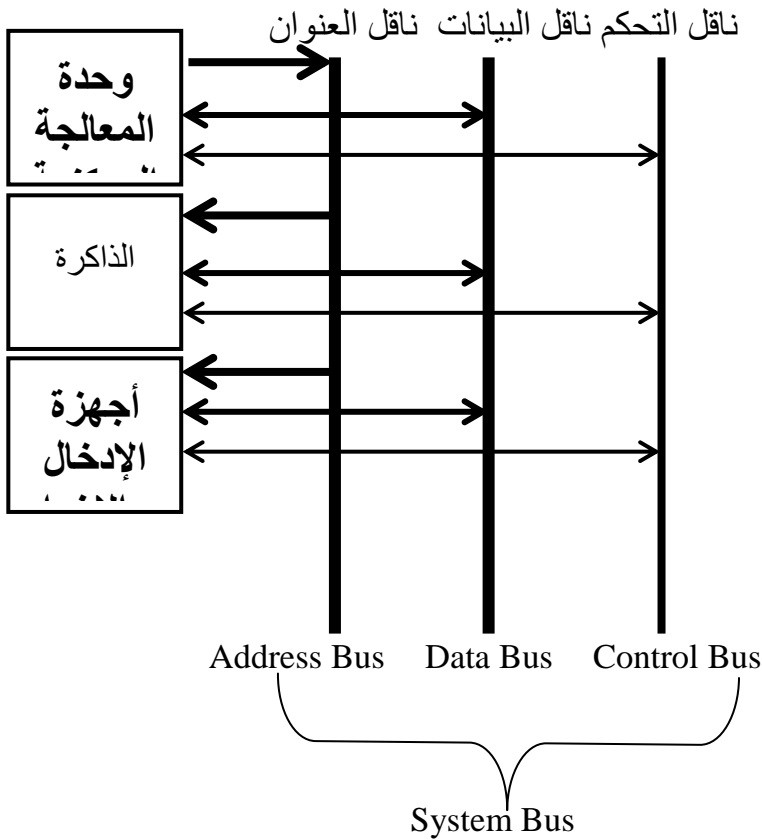 ناقل التحكم ناقل البيانات ناقل العنوان
وحدة
المعالجة
الذاكرة
أجهزة
الإدخال
Address Bus Data Bus Control Bus
System Bus